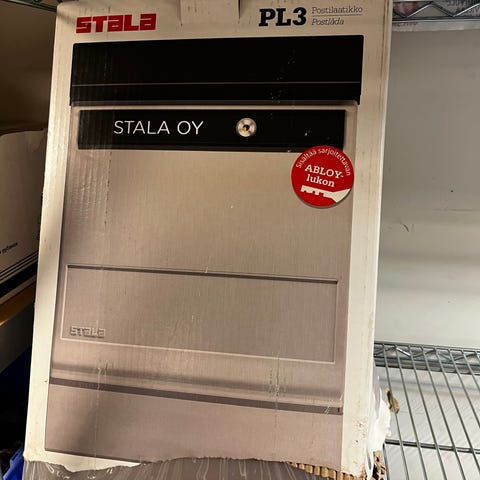 STALA
PL3 Postilaatikko
Postlåda
STALA OY
Sisältää sarjoitettavan
ABLOY-
lukon
STALA